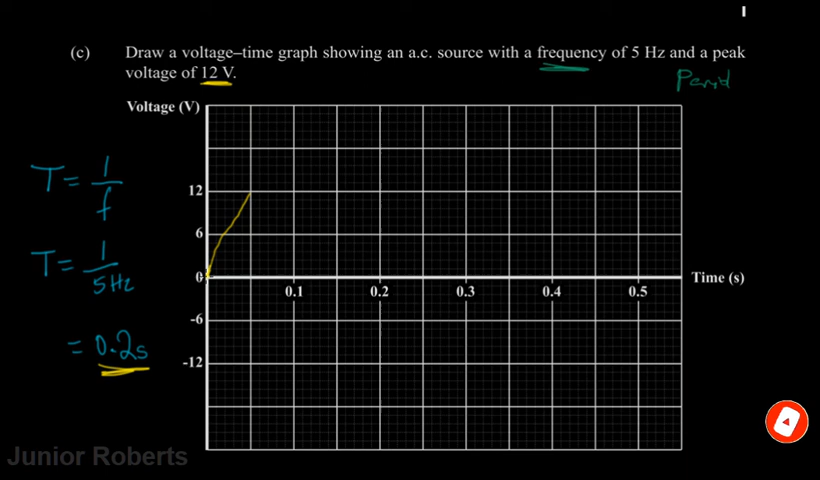 (c) Draw a voltage–time graph showing an a.c. source with a frequency of 5 Hz and a peak
voltage of 12 V.
Period
Voltage (V)
T = 1/f
12
6
T = 1/5Hz
0
Time (s)
0.1 0.2 0.3 0.4 0.5
-6
= 0.2s
-12
Junior Roberts